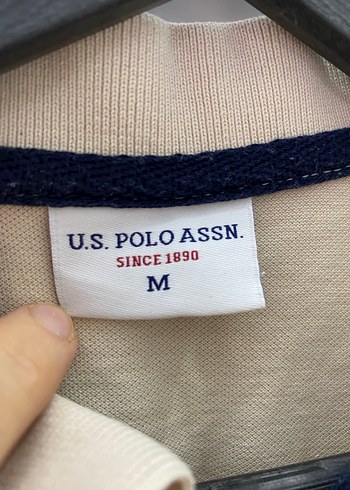 U.S. POLO ASSN.
SINCE 1890
M